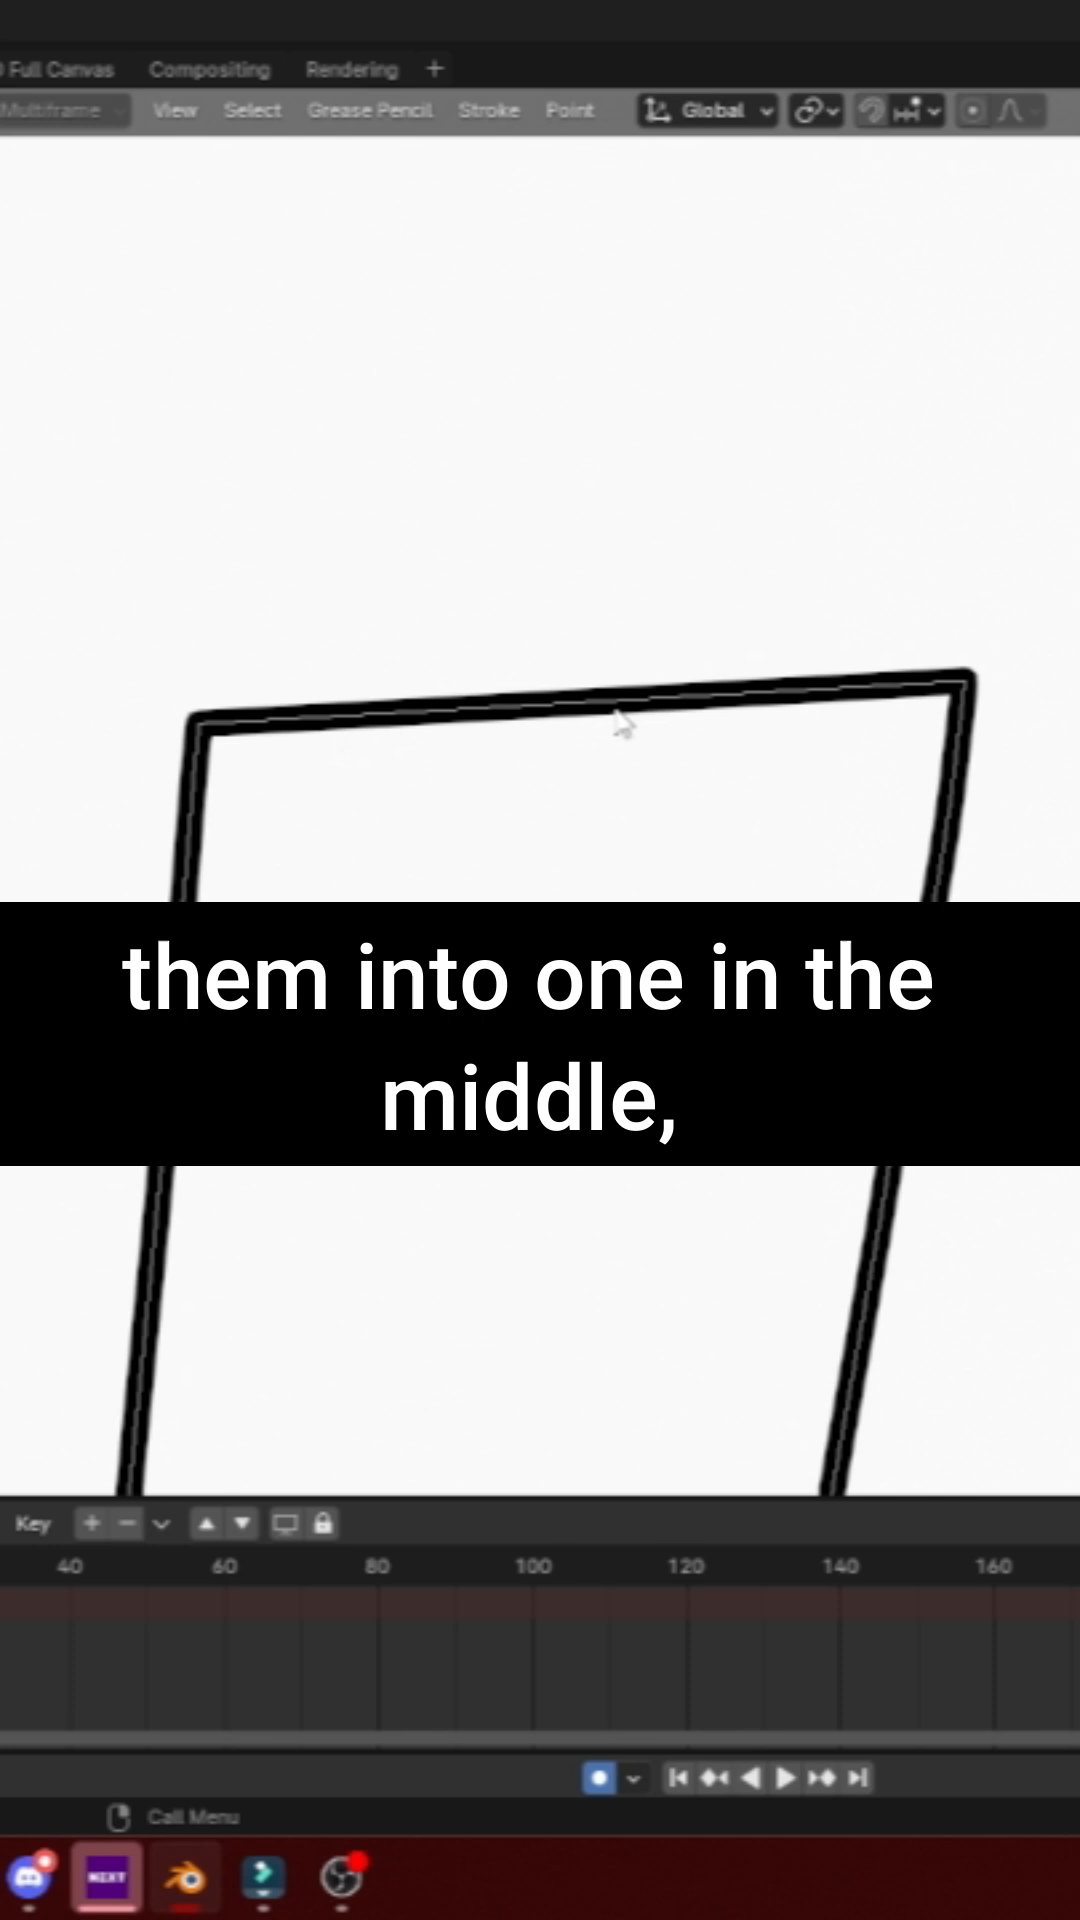 Full Canvas Compositing Rendering +
Multiframe View Select Grease Pencil Stroke Point Global
them into one in the
middle,
Key
40 60 80 100 120 140 160
Call Menu
NEXT